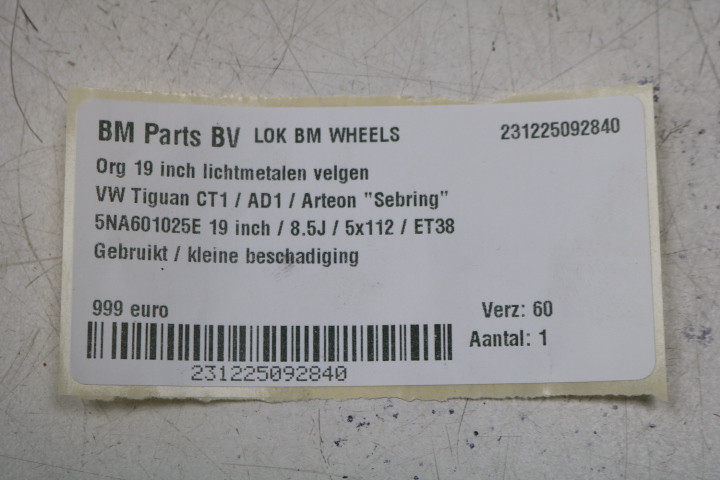 BM Parts BV LOK BM WHEELS 231225092840
Org 19 inch lichtmetalen velgen
VW Tiguan CT1 / AD1 / Arteon "Sebring"
5NA601025E 19 inch / 8.5J / 5x112 / ET38
Gebruikt / kleine beschadiging
999 euro Verz: 60
Aantal: 1
231225092840